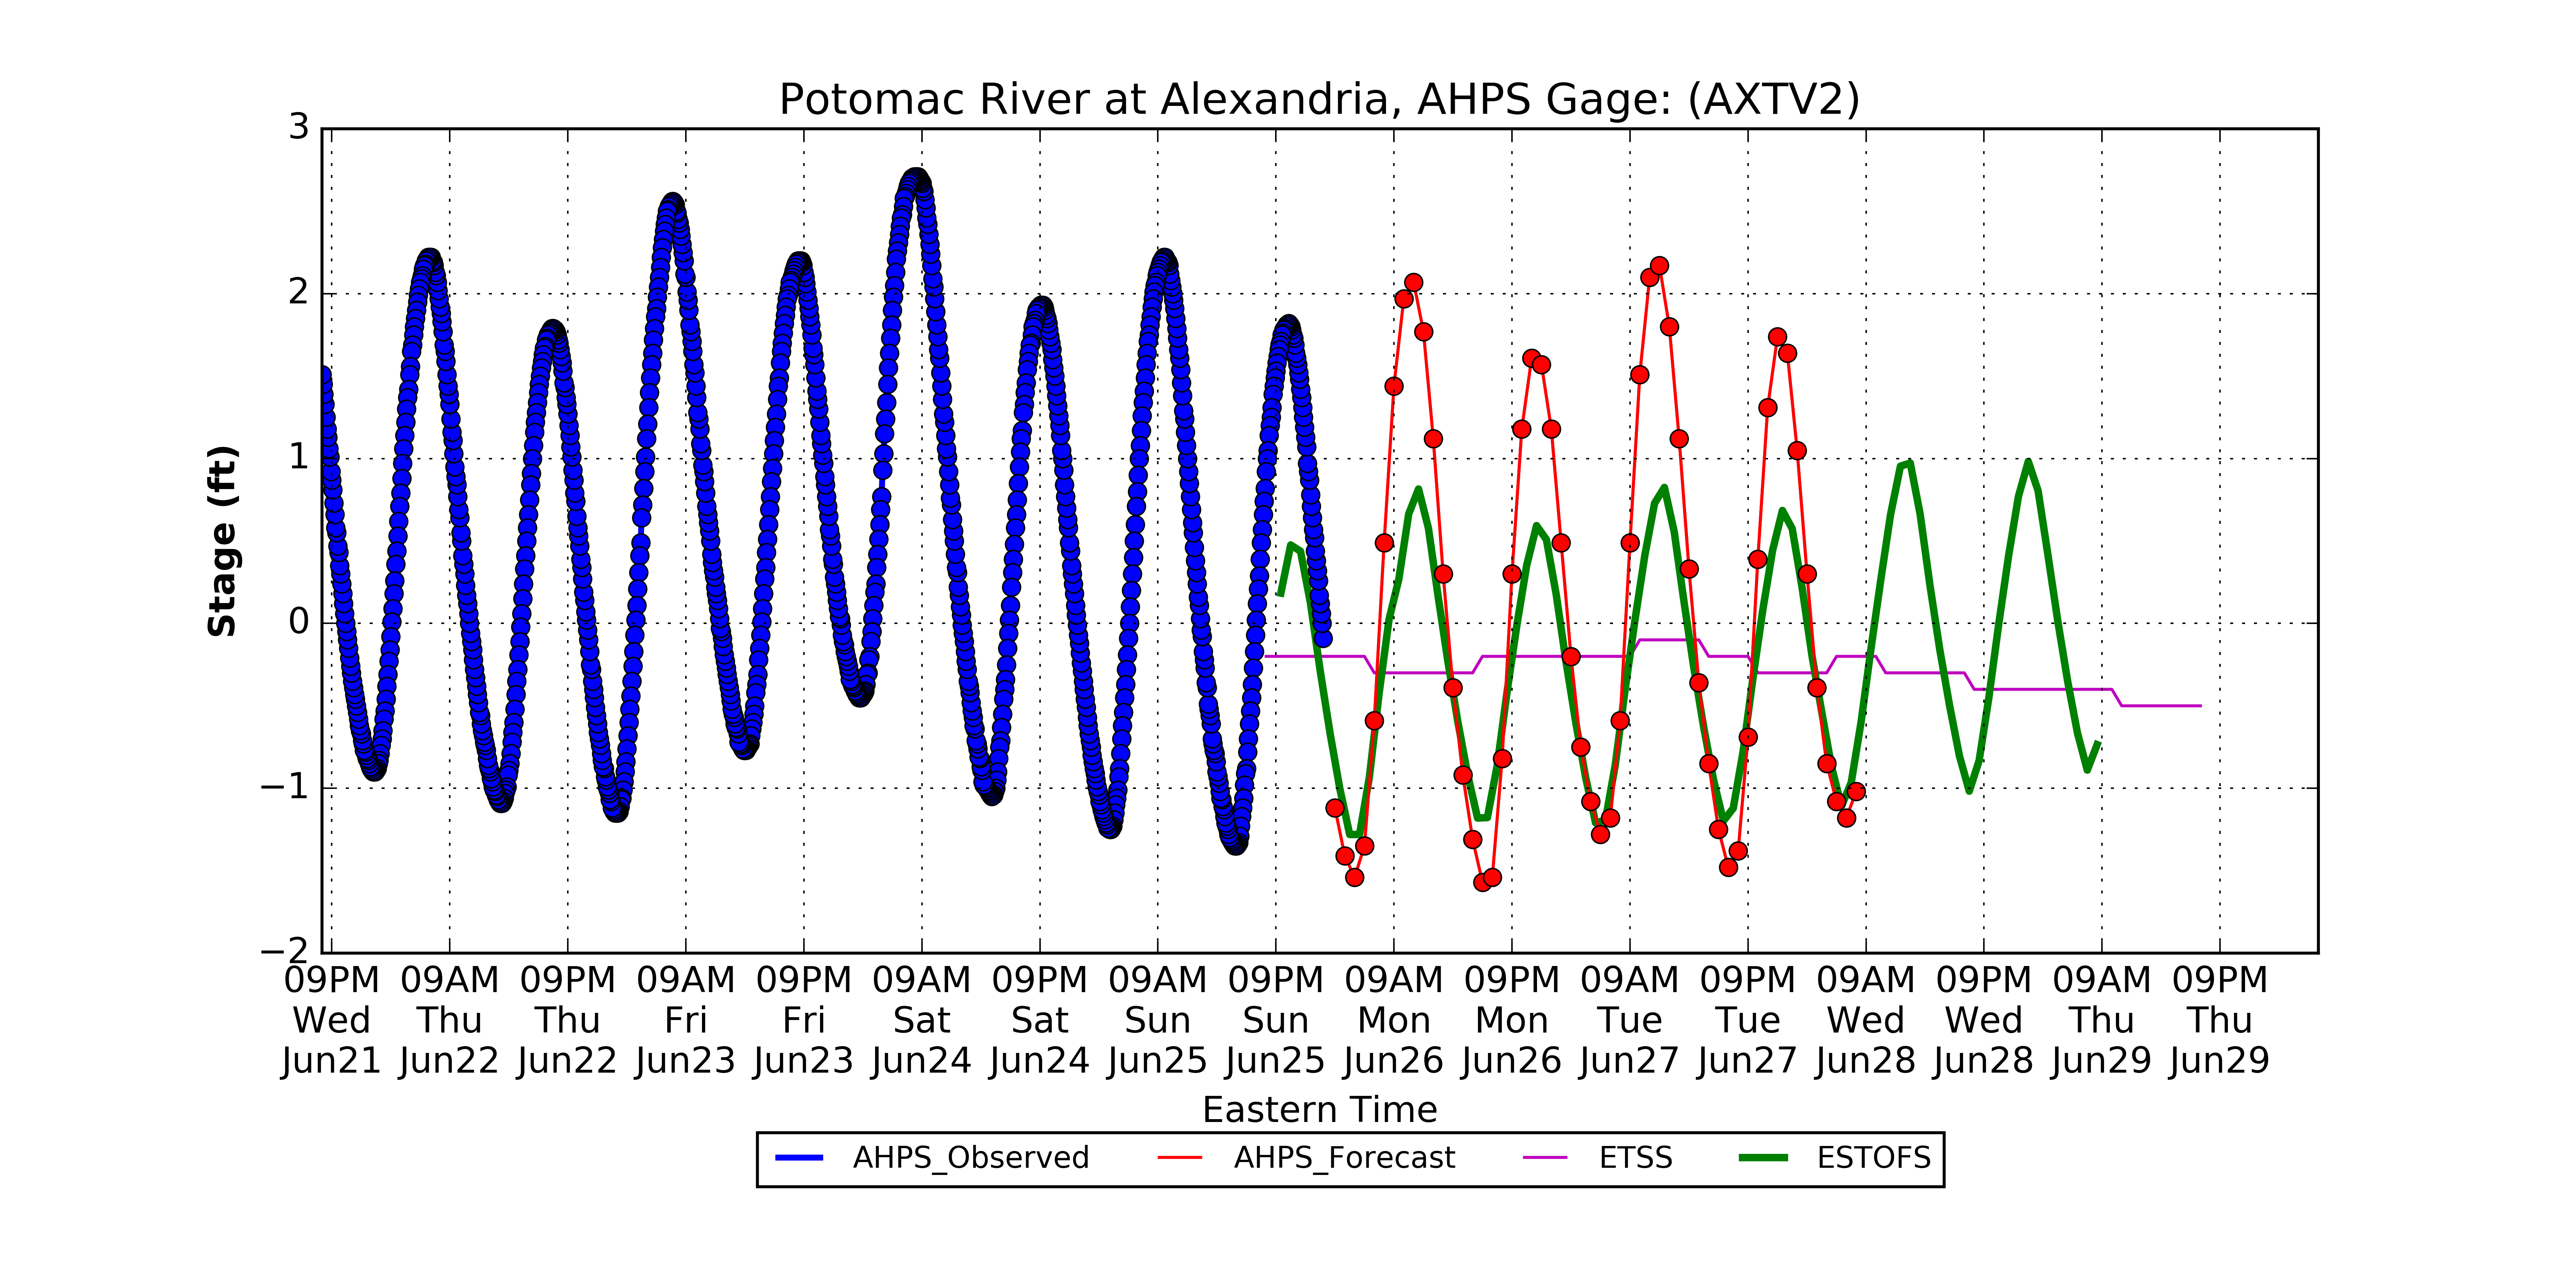 Potomac River at Alexandria, AHPS Gage: (AXTV2)
3
2
1
0
−1
−2
Stage (ft)
09PM 09AM 09PM 09AM 09PM 09AM 09PM 09AM 09PM 09AM 09PM 09AM 09PM 09AM 09PM 09AM 09PM
Wed Thu Thu Fri Fri Sat Sat Sun Sun Mon Mon Tue Tue Wed Wed Thu Thu
Jun21 Jun22 Jun22 Jun23 Jun23 Jun24 Jun24 Jun25 Jun25 Jun26 Jun26 Jun27 Jun27 Jun28 Jun28 Jun29 Jun29
Eastern Time
AHPS_Observed AHPS_Forecast ETSS ESTOFS